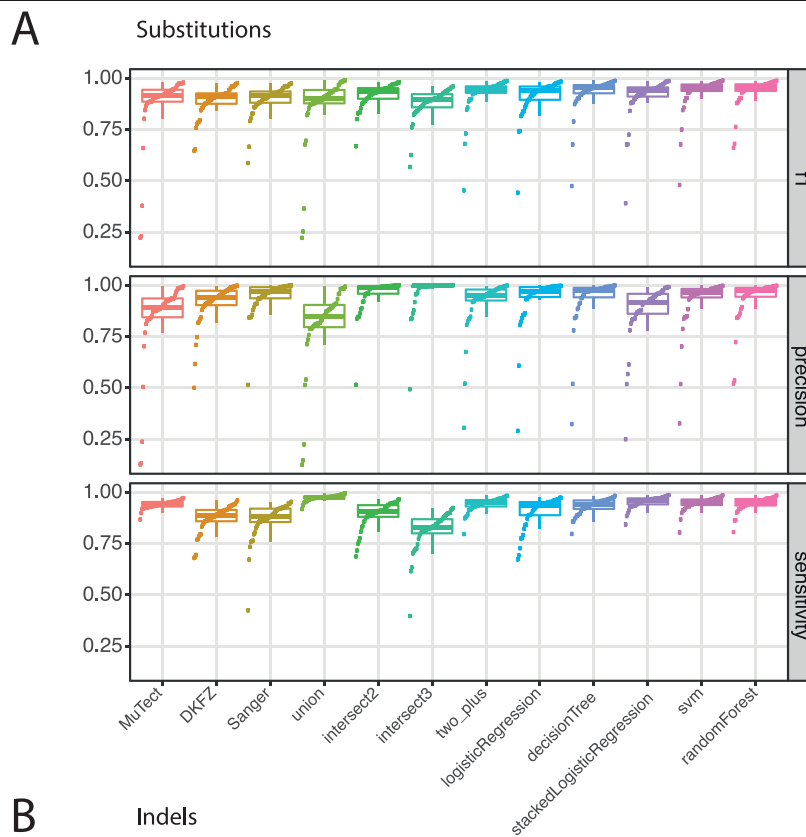 A
Substitutions
1.00
0.75
0.50
0.25
f1
1.00
0.75
0.50
0.25
precision
1.00
0.75
0.50
0.25
sensitivity
MuTect
DKFZ
Sanger
union
intersect2
intersect3
two_plus
logisticRegression
decisionTree
stackedLogisticRegression
svm
randomForest
B
Indels